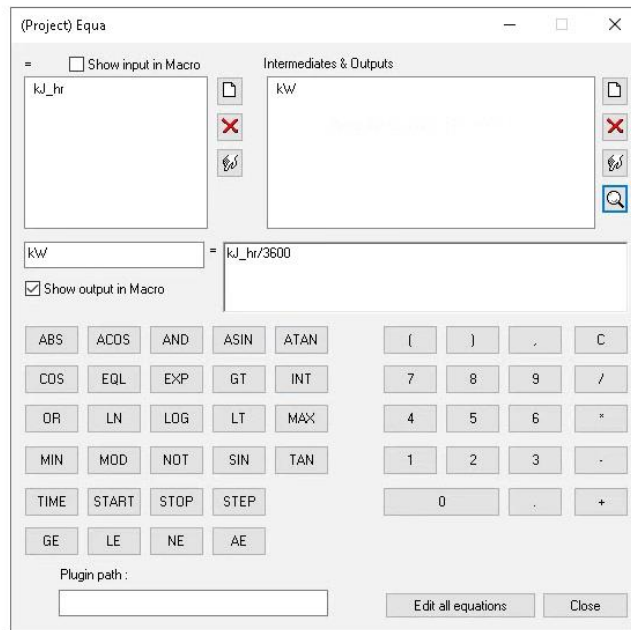 (Project) Equa
= Show input in Macro Intermediates & Outputs
kJ_hr kW
kW = kJ_hr/3600
Show output in Macro
ABS ACOS AND ASIN ATAN ( ) , C
COS EQL EXP GT INT 7 8 9 /
OR LN LOG LT MAX 4 5 6 *
MIN MOD NOT SIN TAN 1 2 3 -
TIME START STOP STEP 0 . +
GE LE NE AE
Plugin path :
Edit all equations Close